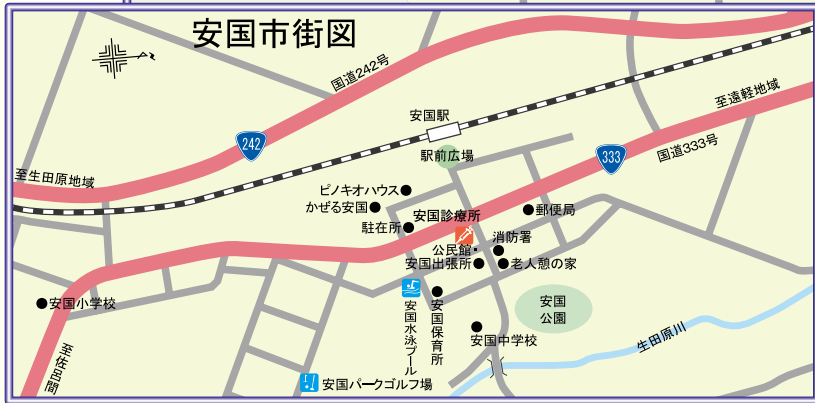 安国市街図
国道242号
242
至生田原地域
安国駅
駅前広場
至遠軽地域
国道333号
333
ピノキオハウス
かぜる安国
駐在所
安国診療所
郵便局
消防署
公民館・
安国出張所
老人憩の家
安国小学校
至佐呂間
安国水泳プール
安国保育所
安国
公園
安国中学校
生田原川
安国パークゴルフ場